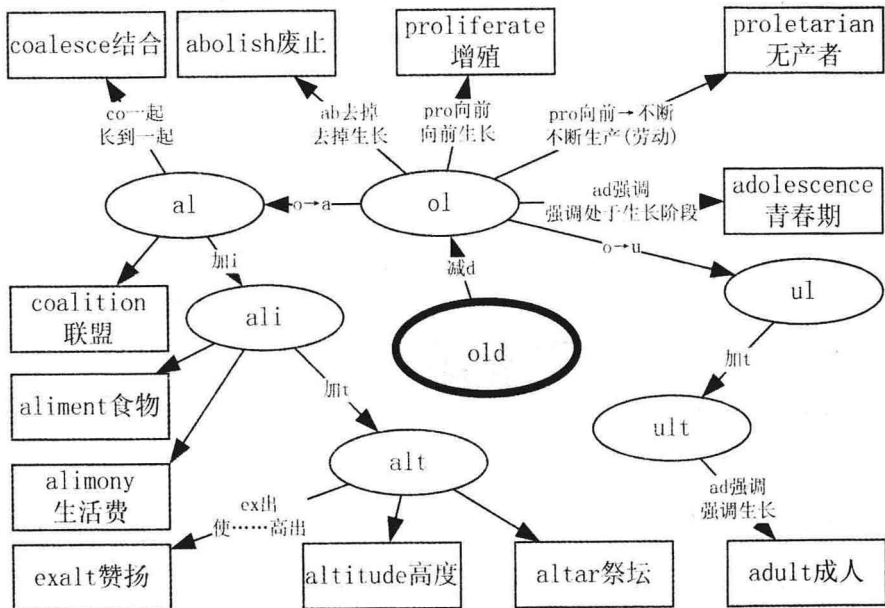 coalesce结合
abolish废止
proliferate
增殖
proletarian
无产者
co一起
长到一起
ab去掉
去掉生长
pro向前
向前生长
pro向前→不断
不断生产(劳动)
al
o→a
ol
ad强调
强调处于生长阶段
adolescence
青春期
加i
减d
o→u
coalition
联盟
ali
old
ul
aliment食物
加t
加t
alimony
生活费
alt
ult
ex出
使……高出
ad强调
强调生长
exalt赞扬
altitude高度
altar祭坛
adult成人